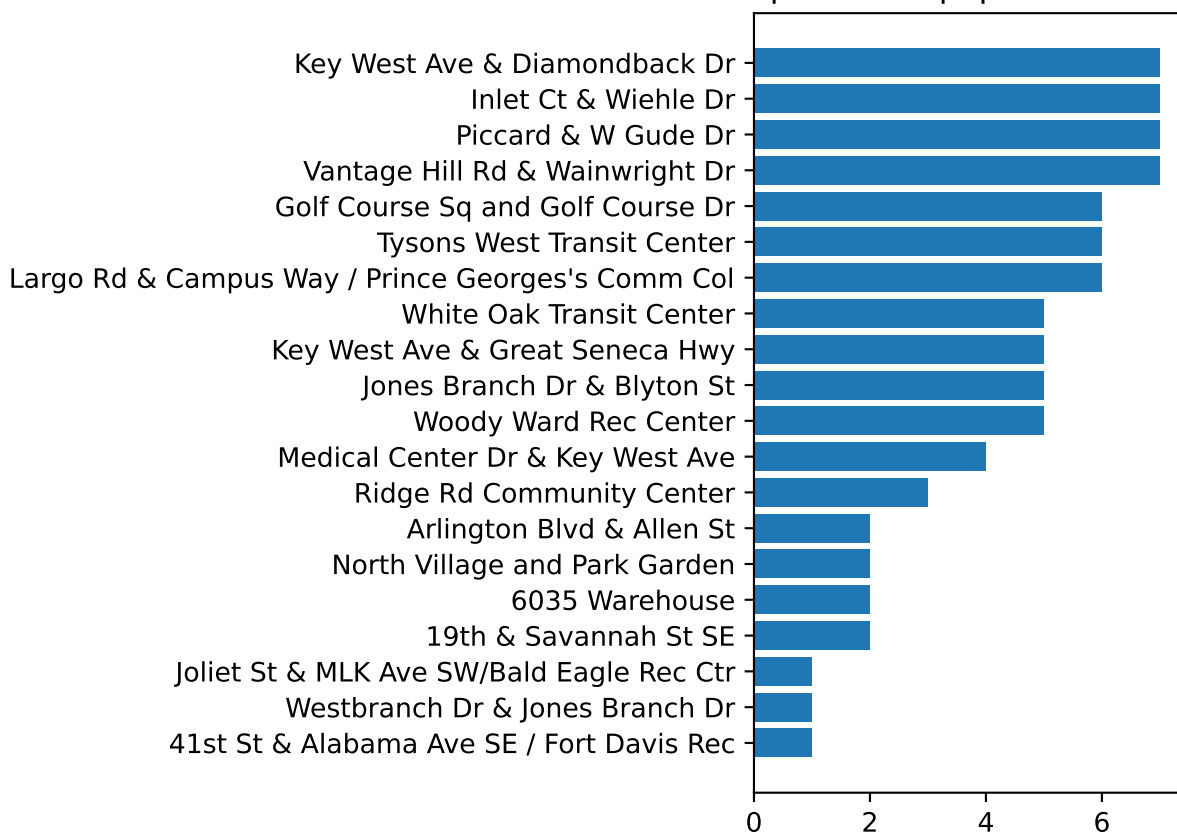 Key West Ave & Diamondback Dr
Inlet Ct & Wiehle Dr
Piccard & W Gude Dr
Vantage Hill Rd & Wainwright Dr
Golf Course Sq and Golf Course Dr
Tysons West Transit Center
Largo Rd & Campus Way / Prince Georges's Comm Col
White Oak Transit Center
Key West Ave & Great Seneca Hwy
Jones Branch Dr & Blyton St
Woody Ward Rec Center
Medical Center Dr & Key West Ave
Ridge Rd Community Center
Arlington Blvd & Allen St
North Village and Park Garden
6035 Warehouse
19th & Savannah St SE
Joliet St & MLK Ave SW/Bald Eagle Rec Ctr
Westbranch Dr & Jones Branch Dr
41st St & Alabama Ave SE / Fort Davis Rec
0 2 4 6